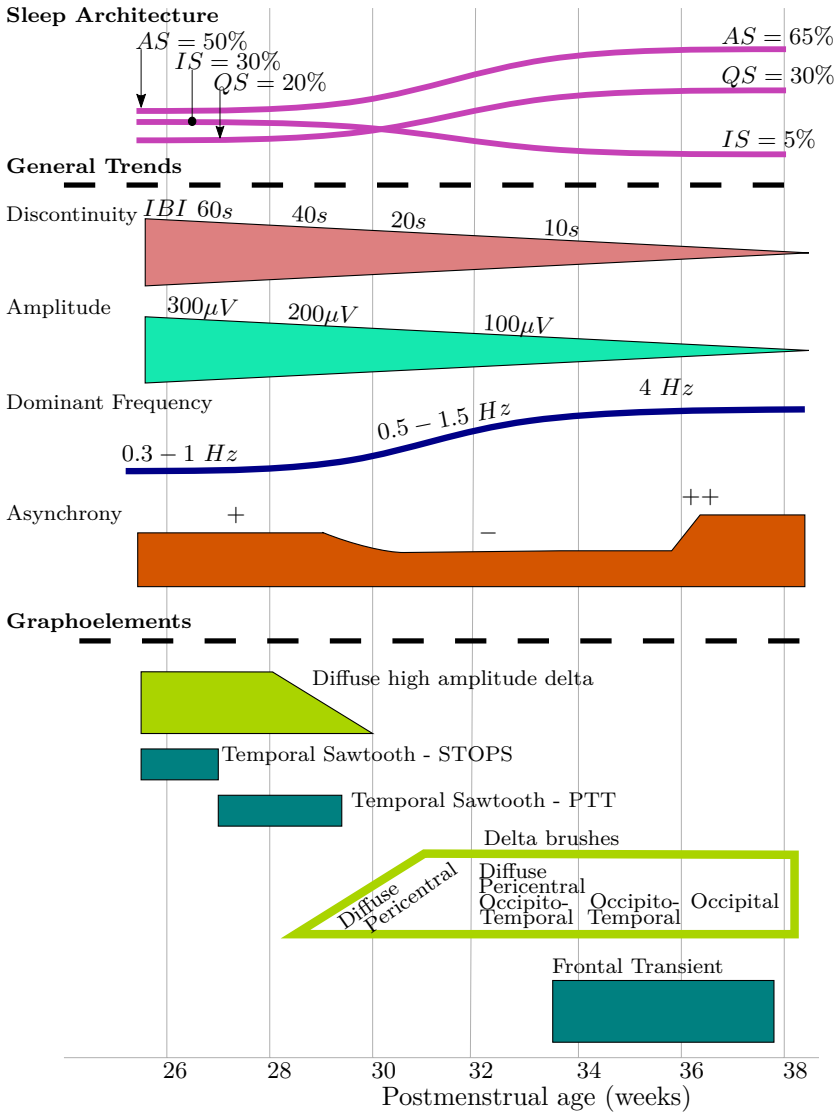 Sleep Architecture
AS = 50%
IS = 30%
QS = 20%
AS = 65%
QS = 30%
IS = 5%
General Trends
Discontinuity
IBI 60s
40s
20s
10s
Amplitude
300μV
200μV
100μV
Dominant Frequency
0.3 − 1 Hz
0.5 − 1.5 Hz
4 Hz
Asynchrony
+
−
++
Graphoelements
Diffuse high amplitude delta
Temporal Sawtooth - STOPS
Temporal Sawtooth - PTT
Delta brushes
Diffuse
Pericentral
Diffuse
Pericentral
Occipito-
Temporal
Occipito-
Temporal
Occipital
Frontal Transient
26 28 30 32 34 36 38
Postmenstrual age (weeks)